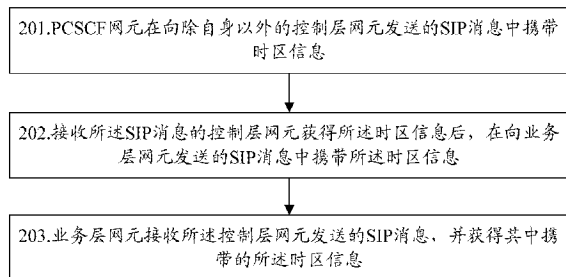 201.PCSCF网元在向除自身以外的控制层网元发送的SIP消息中携带
时区信息
202.接收所述SIP消息的控制层网元获得所述时区信息后，在向业务
层网元发送的SIP消息中携带所述时区信息
203.业务层网元接收所述控制层网元发送的SIP消息，并获得其中携
带的所述时区信息